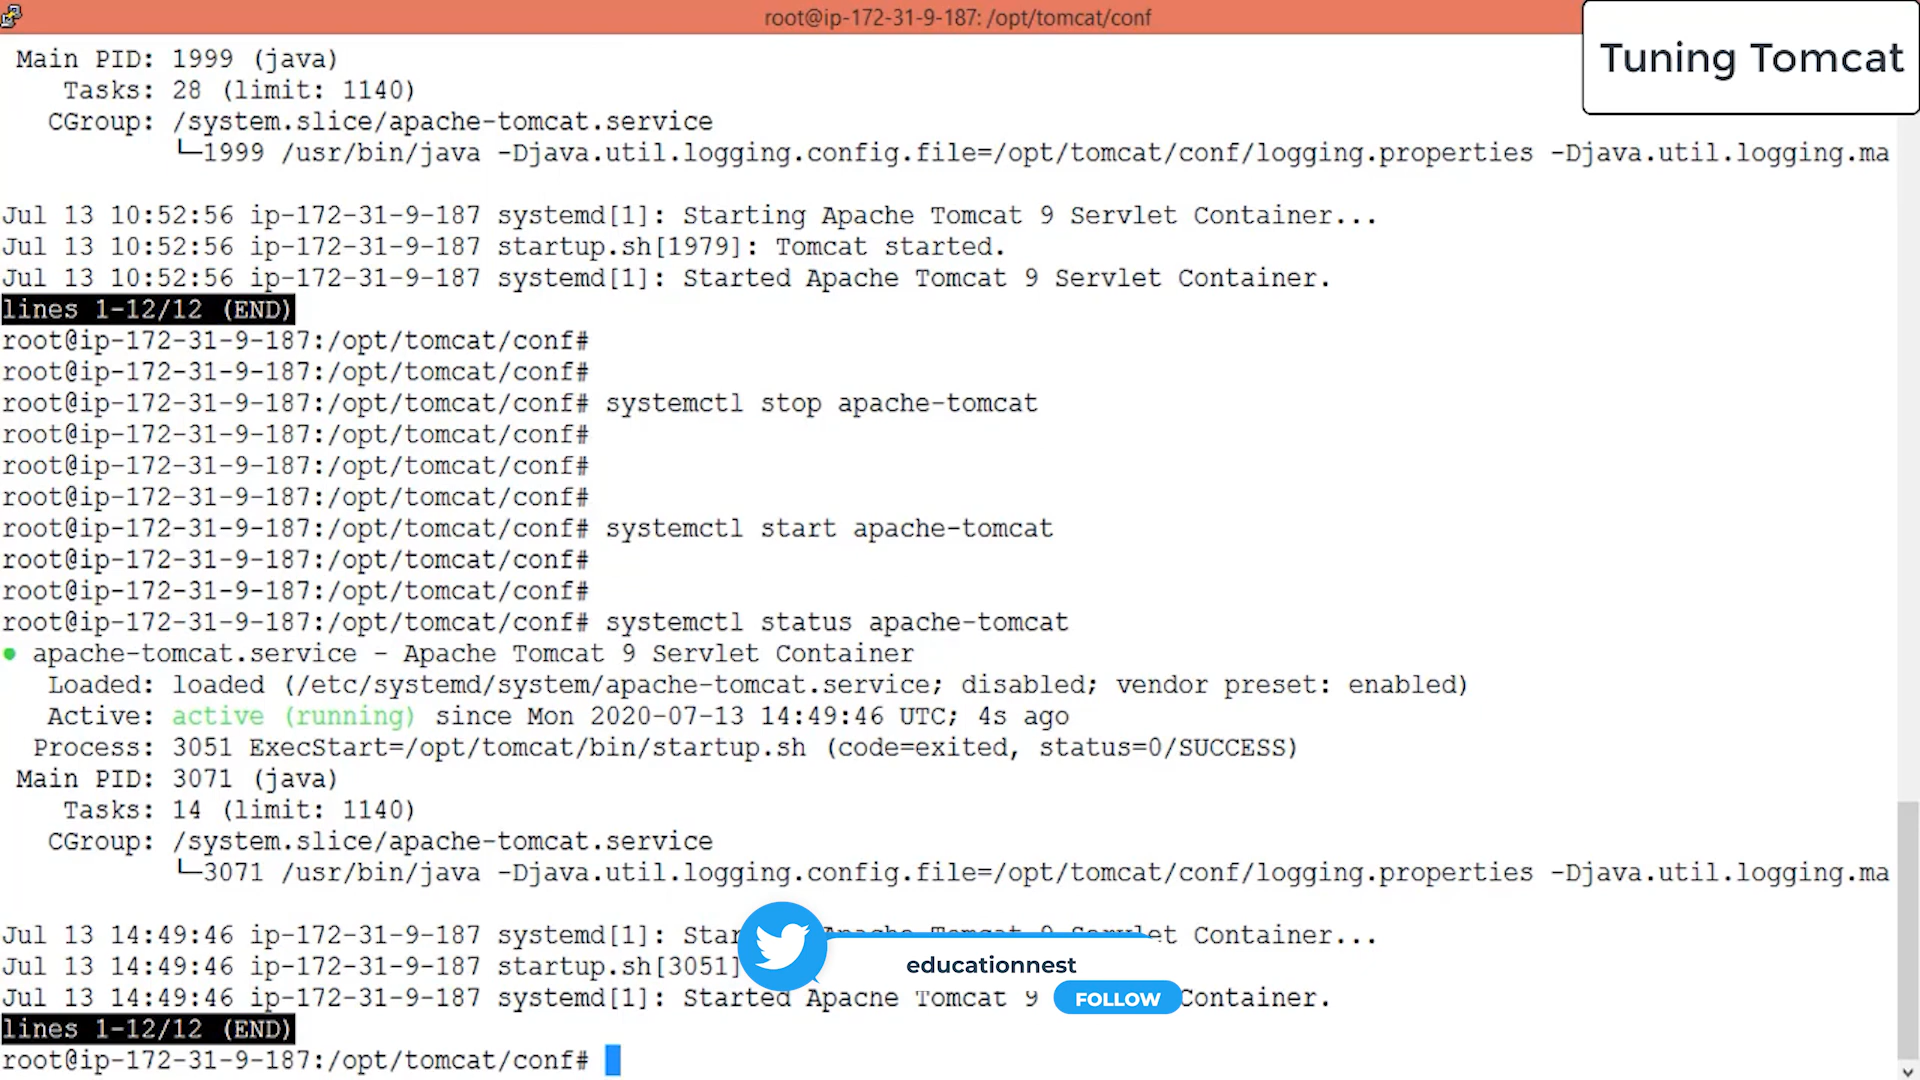 root@ip-172-31-9-187: /opt/tomcat/conf
Tuning Tomcat
Main PID: 1999 (java)
Tasks: 28 (limit: 1140)
CGroup: /system.slice/apache-tomcat.service
└─1999 /usr/bin/java -Djava.util.logging.config.file=/opt/tomcat/conf/logging.properties -Djava.util.logging.ma
Jul 13 10:52:56 ip-172-31-9-187 systemd[1]: Starting Apache Tomcat 9 Servlet Container...
Jul 13 10:52:56 ip-172-31-9-187 startup.sh[1979]: Tomcat started.
Jul 13 10:52:56 ip-172-31-9-187 systemd[1]: Started Apache Tomcat 9 Servlet Container.
lines 1-12/12 (END)
root@ip-172-31-9-187:/opt/tomcat/conf#
root@ip-172-31-9-187:/opt/tomcat/conf#
root@ip-172-31-9-187:/opt/tomcat/conf# systemctl stop apache-tomcat
root@ip-172-31-9-187:/opt/tomcat/conf#
root@ip-172-31-9-187:/opt/tomcat/conf#
root@ip-172-31-9-187:/opt/tomcat/conf#
root@ip-172-31-9-187:/opt/tomcat/conf# systemctl start apache-tomcat
root@ip-172-31-9-187:/opt/tomcat/conf#
root@ip-172-31-9-187:/opt/tomcat/conf#
root@ip-172-31-9-187:/opt/tomcat/conf# systemctl status apache-tomcat
● apache-tomcat.service - Apache Tomcat 9 Servlet Container
Loaded: loaded (/etc/systemd/system/apache-tomcat.service; disabled; vendor preset: enabled)
Active: active (running) since Mon 2020-07-13 14:49:46 UTC; 4s ago
Process: 3051 ExecStart=/opt/tomcat/bin/startup.sh (code=exited, status=0/SUCCESS)
Main PID: 3071 (java)
Tasks: 14 (limit: 1140)
CGroup: /system.slice/apache-tomcat.service
└─3071 /usr/bin/java -Djava.util.logging.config.file=/opt/tomcat/conf/logging.properties -Djava.util.logging.ma
Jul 13 14:49:46 ip-172-31-9-187 systemd[1]: Star Apache Tomcat 9 Servlet Container...
Jul 13 14:49:46 ip-172-31-9-187 startup.sh[3051]
educationnest
Jul 13 14:49:46 ip-172-31-9-187 systemd[1]: Started Apache Tomcat 9 Container.
FOLLOW
lines 1-12/12 (END)
root@ip-172-31-9-187:/opt/tomcat/conf#